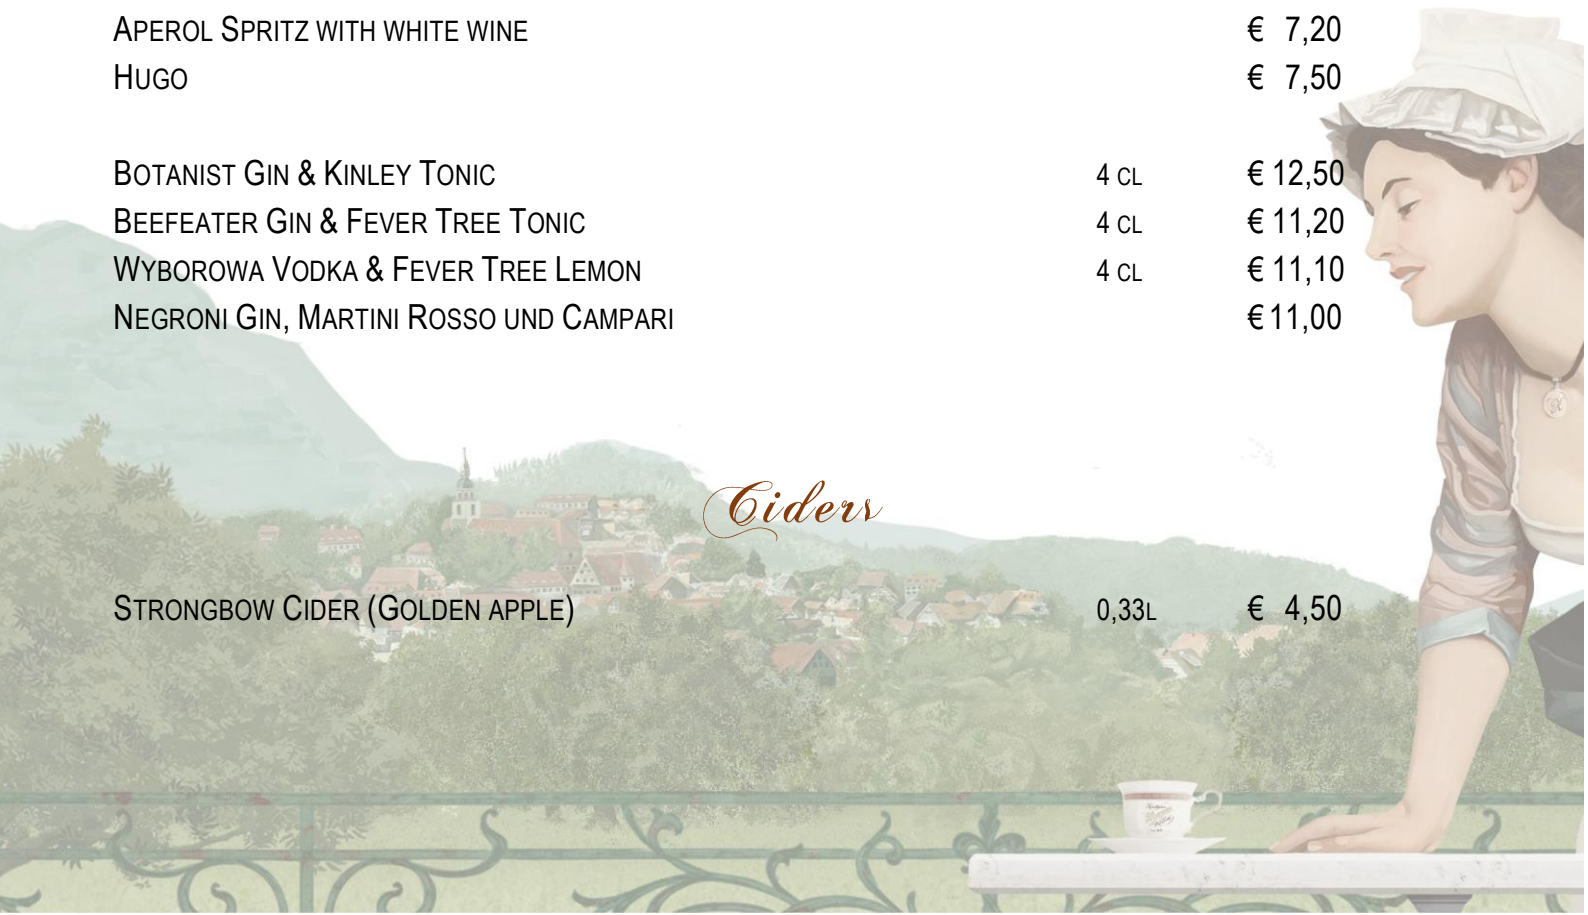 APEROL SPRITZ WITH WHITE WINE € 7,20
HUGO € 7,50
BOTANIST GIN & KINLEY TONIC 4 CL € 12,50
BEEFEATER GIN & FEVER TREE TONIC 4 CL € 11,20
WYBOROWA VODKA & FEVER TREE LEMON 4 CL € 11,10
NEGRONI GIN, MARTINI ROSSO UND CAMPARI € 11,00
Ciders
STRONGBOW CIDER (GOLDEN APPLE) 0,33L € 4,50